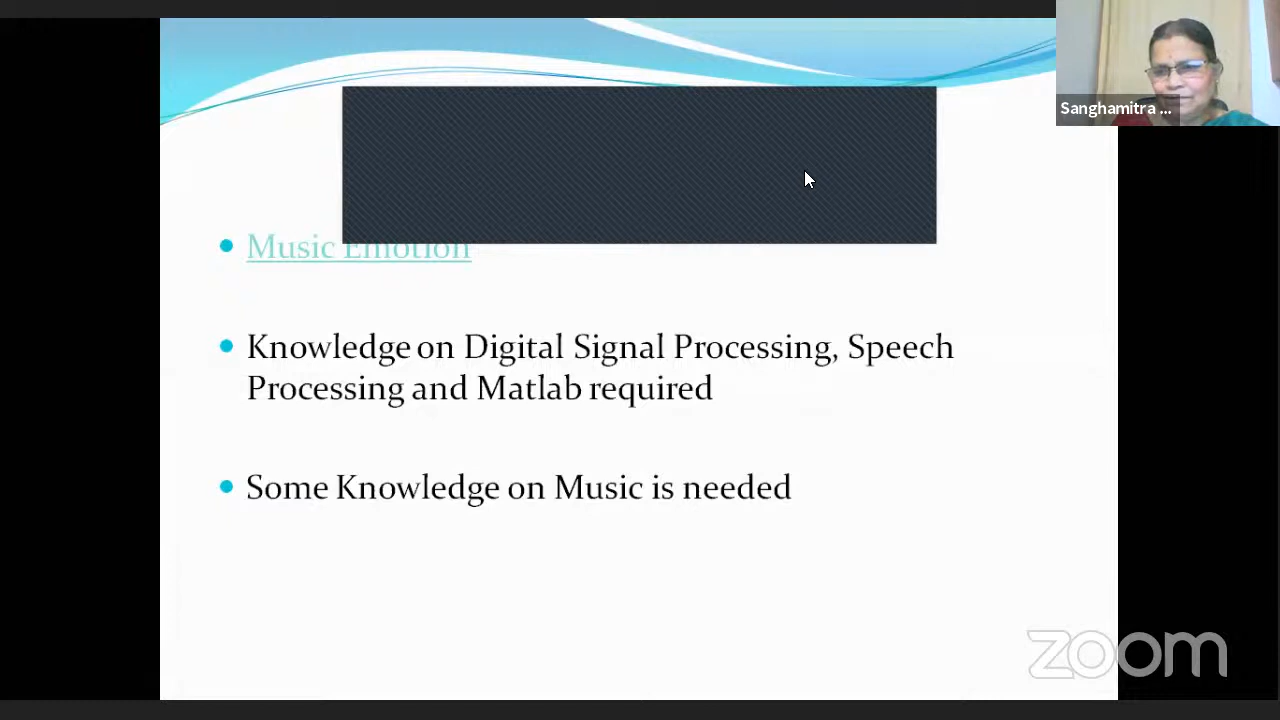 Sanghamitra ...
Music Emotion
Knowledge on Digital Signal Processing, Speech
Processing and Matlab required
Some Knowledge on Music is needed
zoom